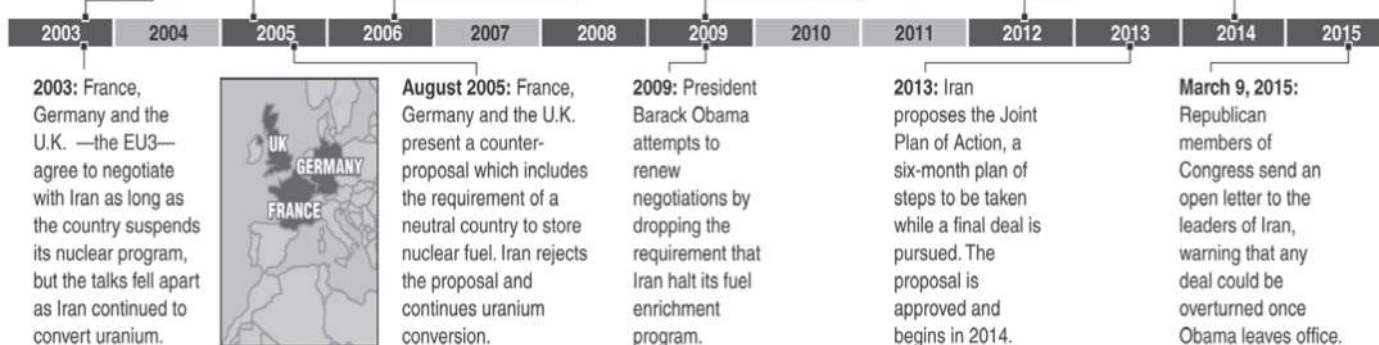 2003 2004 2005 2006 2007 2008 2009 2010 2011 2012 2013 2014 2015
2003: France,
Germany and the
U.K. —the EU3—
agree to negotiate
with Iran as long as
the country suspends
its nuclear program,
but the talks fell apart
as Iran continued to
convert uranium.
UK
GERMANY
FRANCE
August 2005: France,
Germany and the U.K.
present a counter-
proposal which includes
the requirement of a
neutral country to store
nuclear fuel. Iran rejects
the proposal and
continues uranium
conversion.
2009: President
Barack Obama
attempts to
renew
negotiations by
dropping the
requirement that
Iran halt its fuel
enrichment
program.
2013: Iran
proposes the Joint
Plan of Action, a
six-month plan of
steps to be taken
while a final deal is
pursued. The
proposal is
approved and
begins in 2014.
March 9, 2015:
Republican
members of
Congress send an
open letter to the
leaders of Iran,
warning that any
deal could be
overturned once
Obama leaves office.